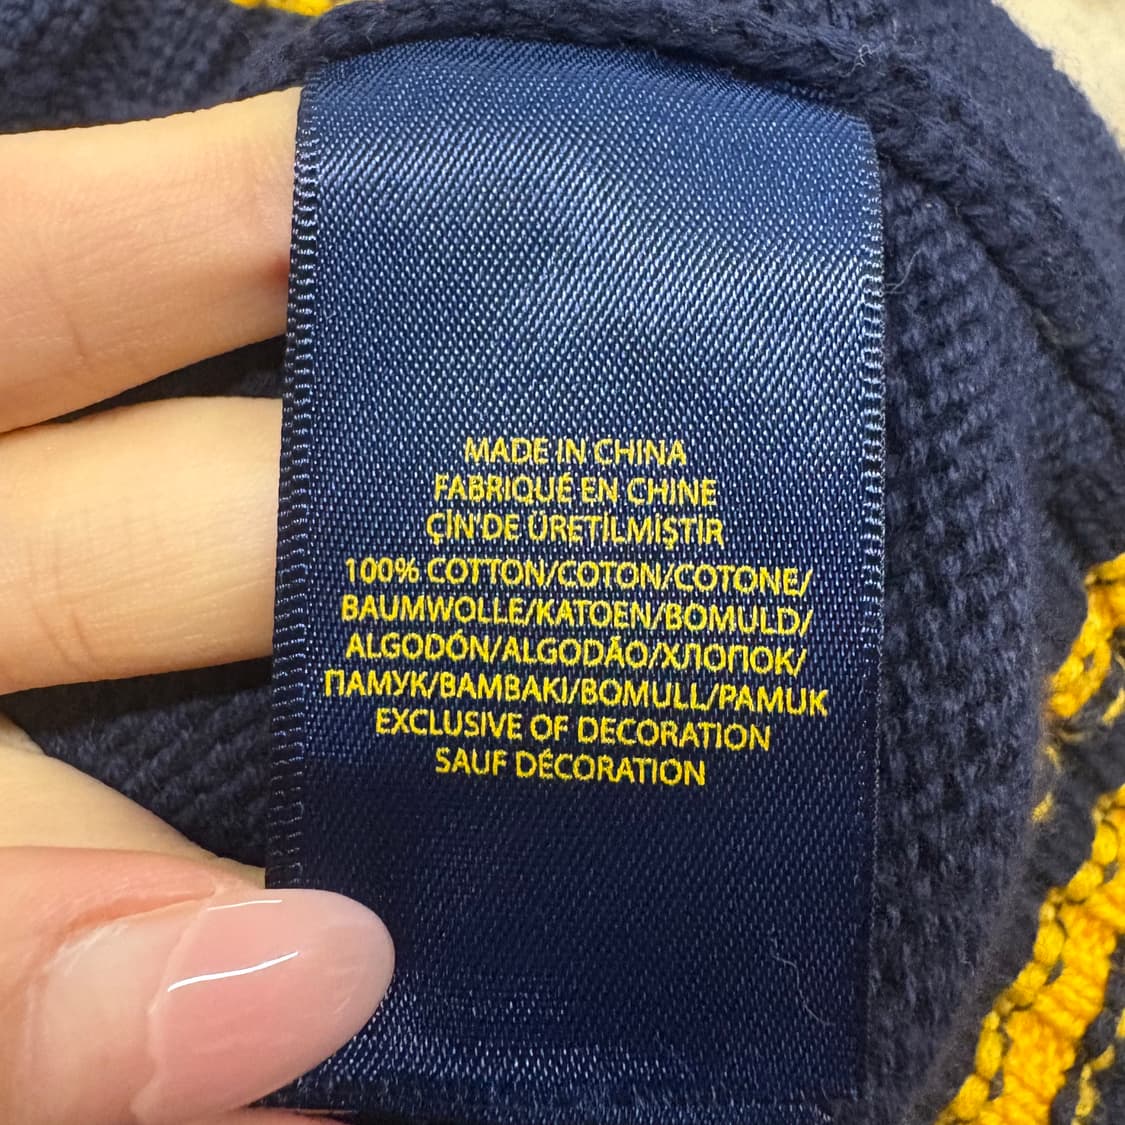 MADE IN CHINA
FABRIQUÉ EN CHINE
ÇİN'DE ÜRETİLMİŞTİR
100% COTTON/COTON/COTONE/
BAUMWOLLE/KATOEN/BOMULD/
ALGODÓN/ALGODÃO/ХЛОПОК/
ПАМУК/ΒΑΜΒΑΚΙ/BOMULL/PAMUK
EXCLUSIVE OF DECORATION
SAUF DÉCORATION